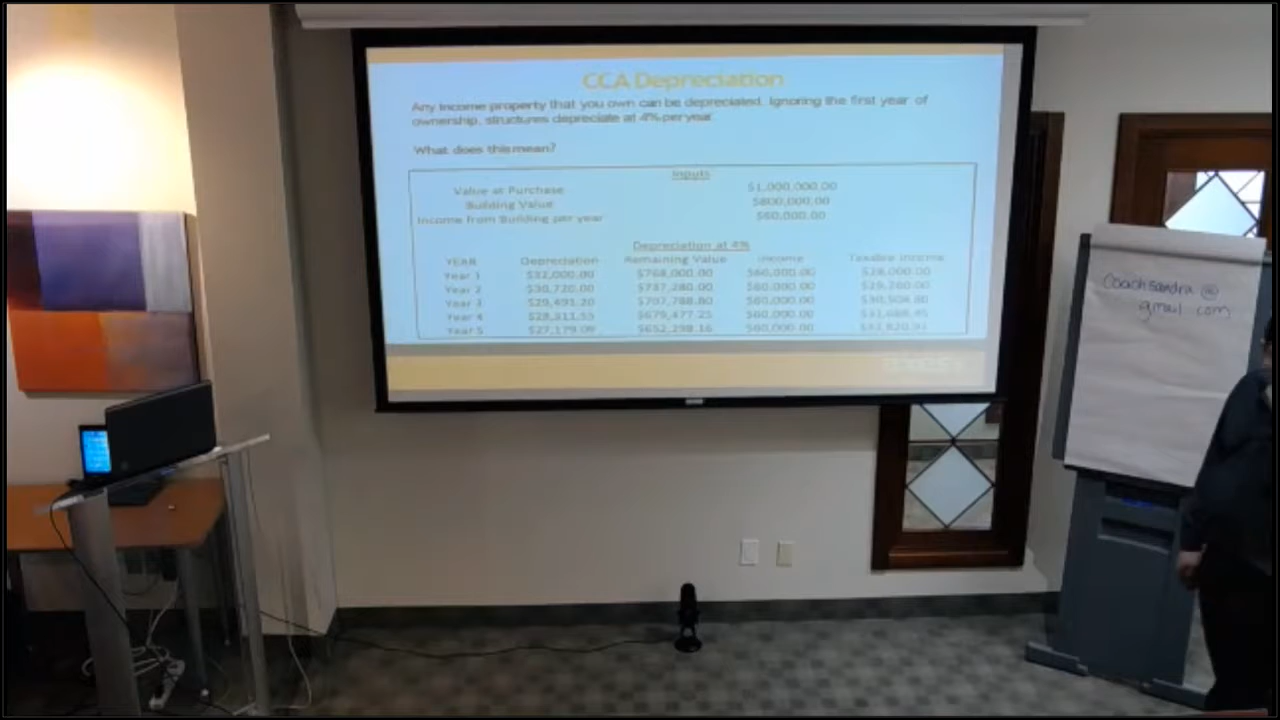 CCA Depreciation
Any income property that you own can be depreciated. Ignoring the first year of
ownership, structures depreciate at 4% per year.
What does this mean?
Inputs
Value at Purchase $1,000,000.00
Building Value $800,000.00
Income from Building per year $60,000.00
Depreciation at 4%
YEAR Depreciation Remaining Value Income Taxable Income
Year 1 $32,000.00 $768,000.00 $60,000.00 $28,000.00
Year 2 $30,720.00 $737,280.00 $60,000.00 $29,280.00
Year 3 $29,491.20 $707,788.80 $60,000.00 $30,508.80
Year 4 $28,311.55 $679,477.25 $60,000.00 $31,688.45
Year 5 $27,179.09 $652,298.16 $60,000.00 $32,820.91
Coachsandra @
gmail com